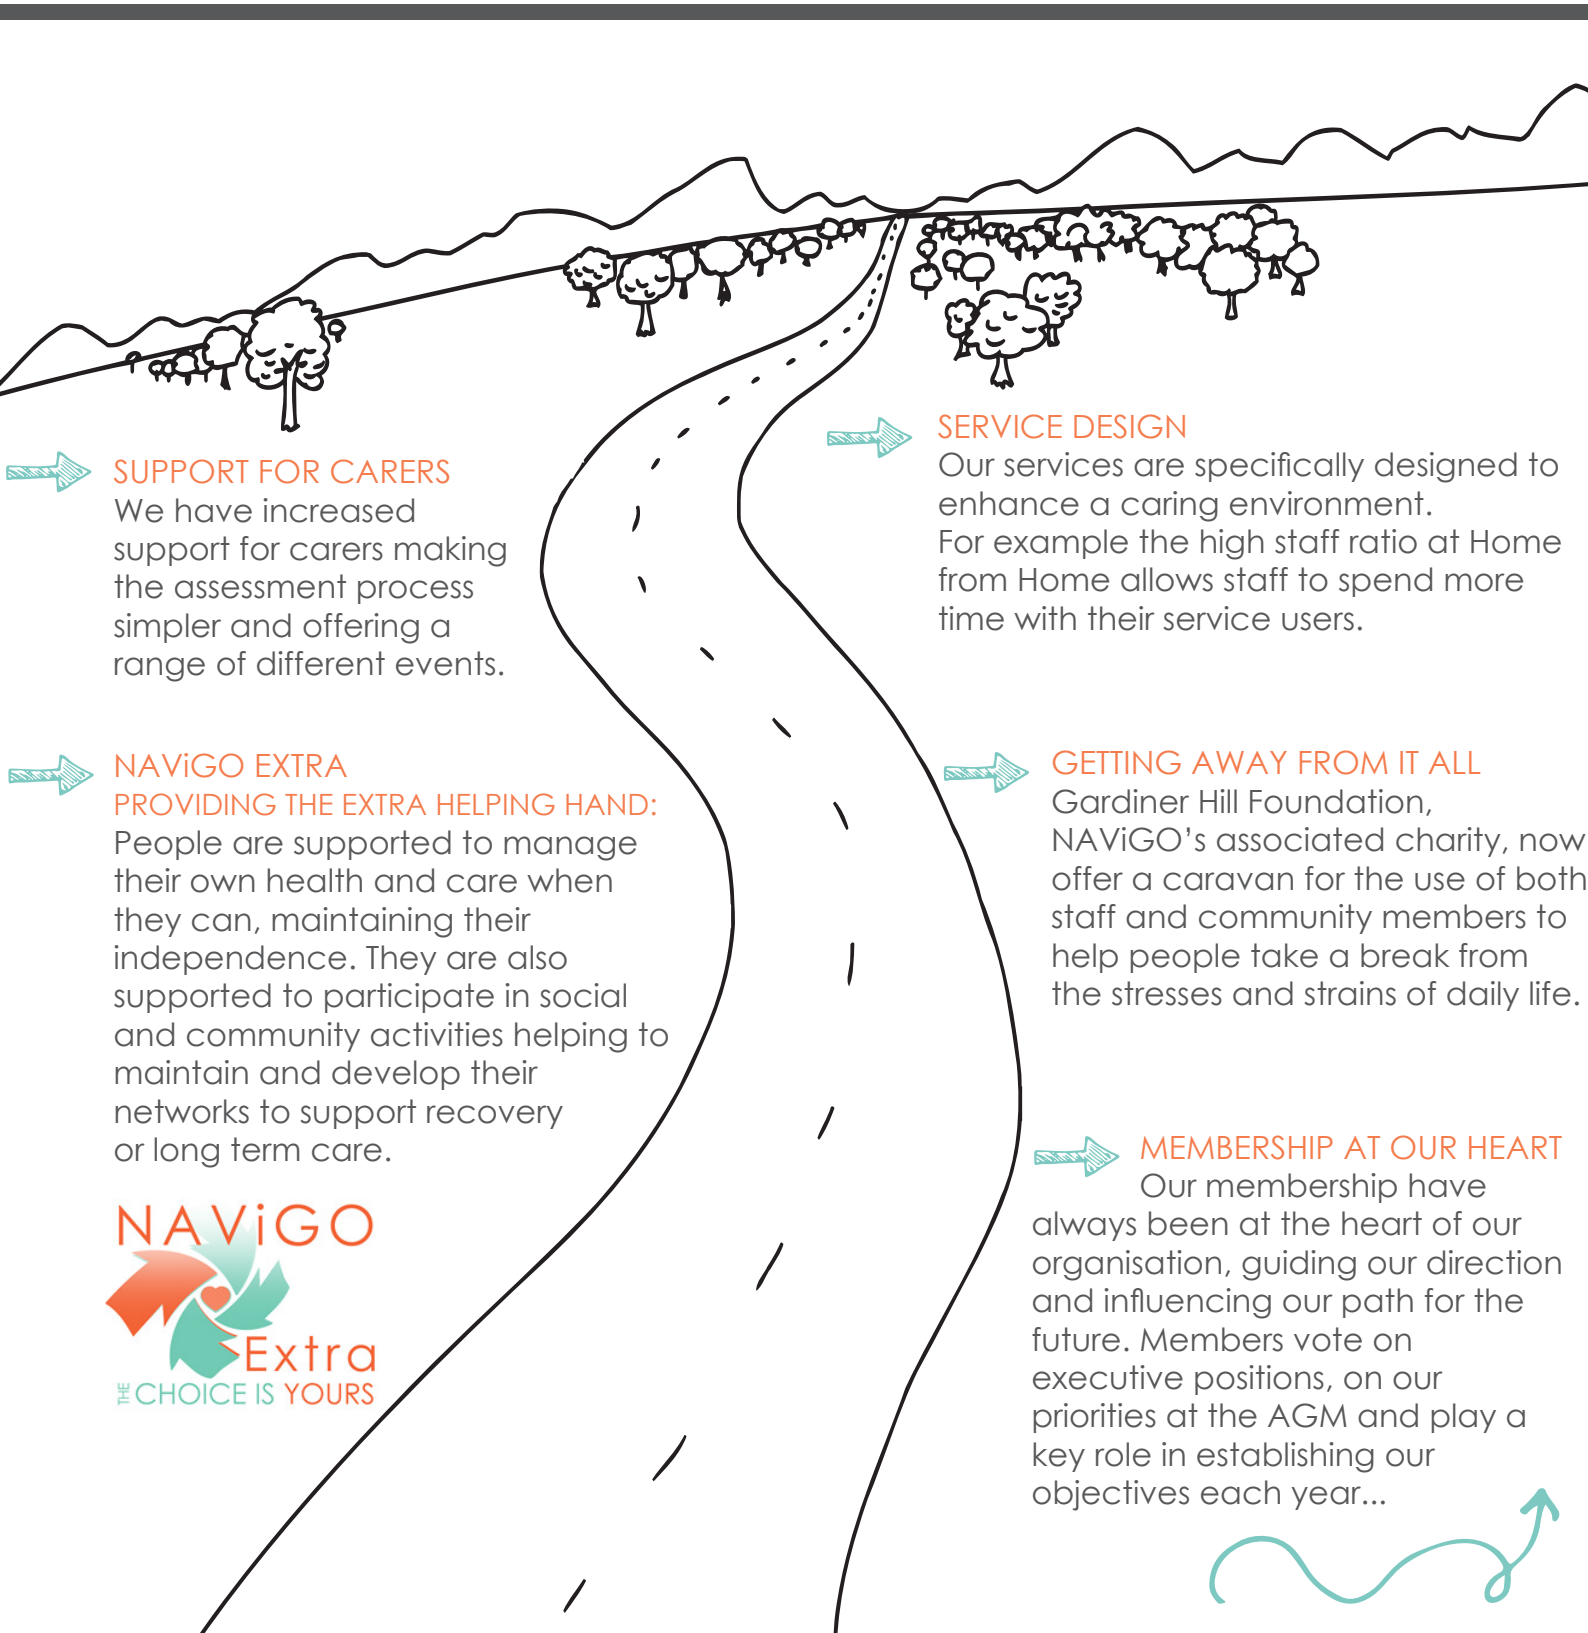 SUPPORT FOR CARERS
We have increased
support for carers making
the assessment process
simpler and offering a
range of different events.
NAViGO EXTRA
PROVIDING THE EXTRA HELPING HAND:
People are supported to manage
their own health and care when
they can, maintaining their
independence. They are also
supported to participate in social
and community activities helping to
maintain and develop their
networks to support recovery
or long term care.
NAViGO
Extra
THE CHOICE IS YOURS
SERVICE DESIGN
Our services are specifically designed to
enhance a caring environment.
For example the high staff ratio at Home
from Home allows staff to spend more
time with their service users.
GETTING AWAY FROM IT ALL
Gardiner Hill Foundation,
NAViGO’s associated charity, now
offer a caravan for the use of both
staff and community members to
help people take a break from
the stresses and strains of daily life.
MEMBERSHIP AT OUR HEART
Our membership have
always been at the heart of our
organisation, guiding our direction
and influencing our path for the
future. Members vote on
executive positions, on our
priorities at the AGM and play a
key role in establishing our
objectives each year...